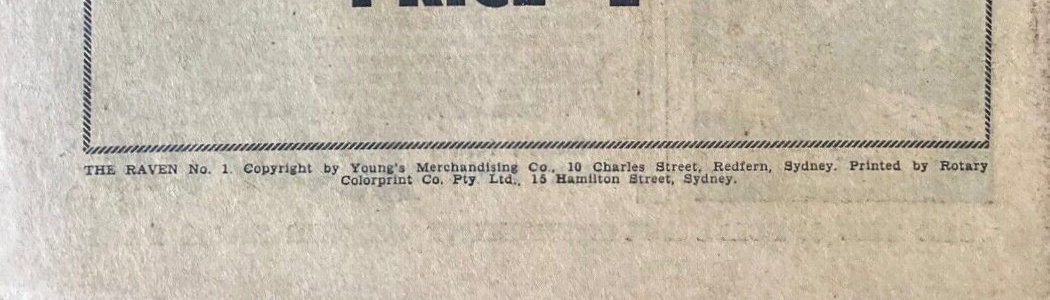 PRICE
THE RAVEN No. 1. Copyright by Young's Merchandising Co., 10 Charles Street, Redfern, Sydney. Printed by Rotary
Colorprint Co. Pty. Ltd., 15 Hamilton Street, Sydney.